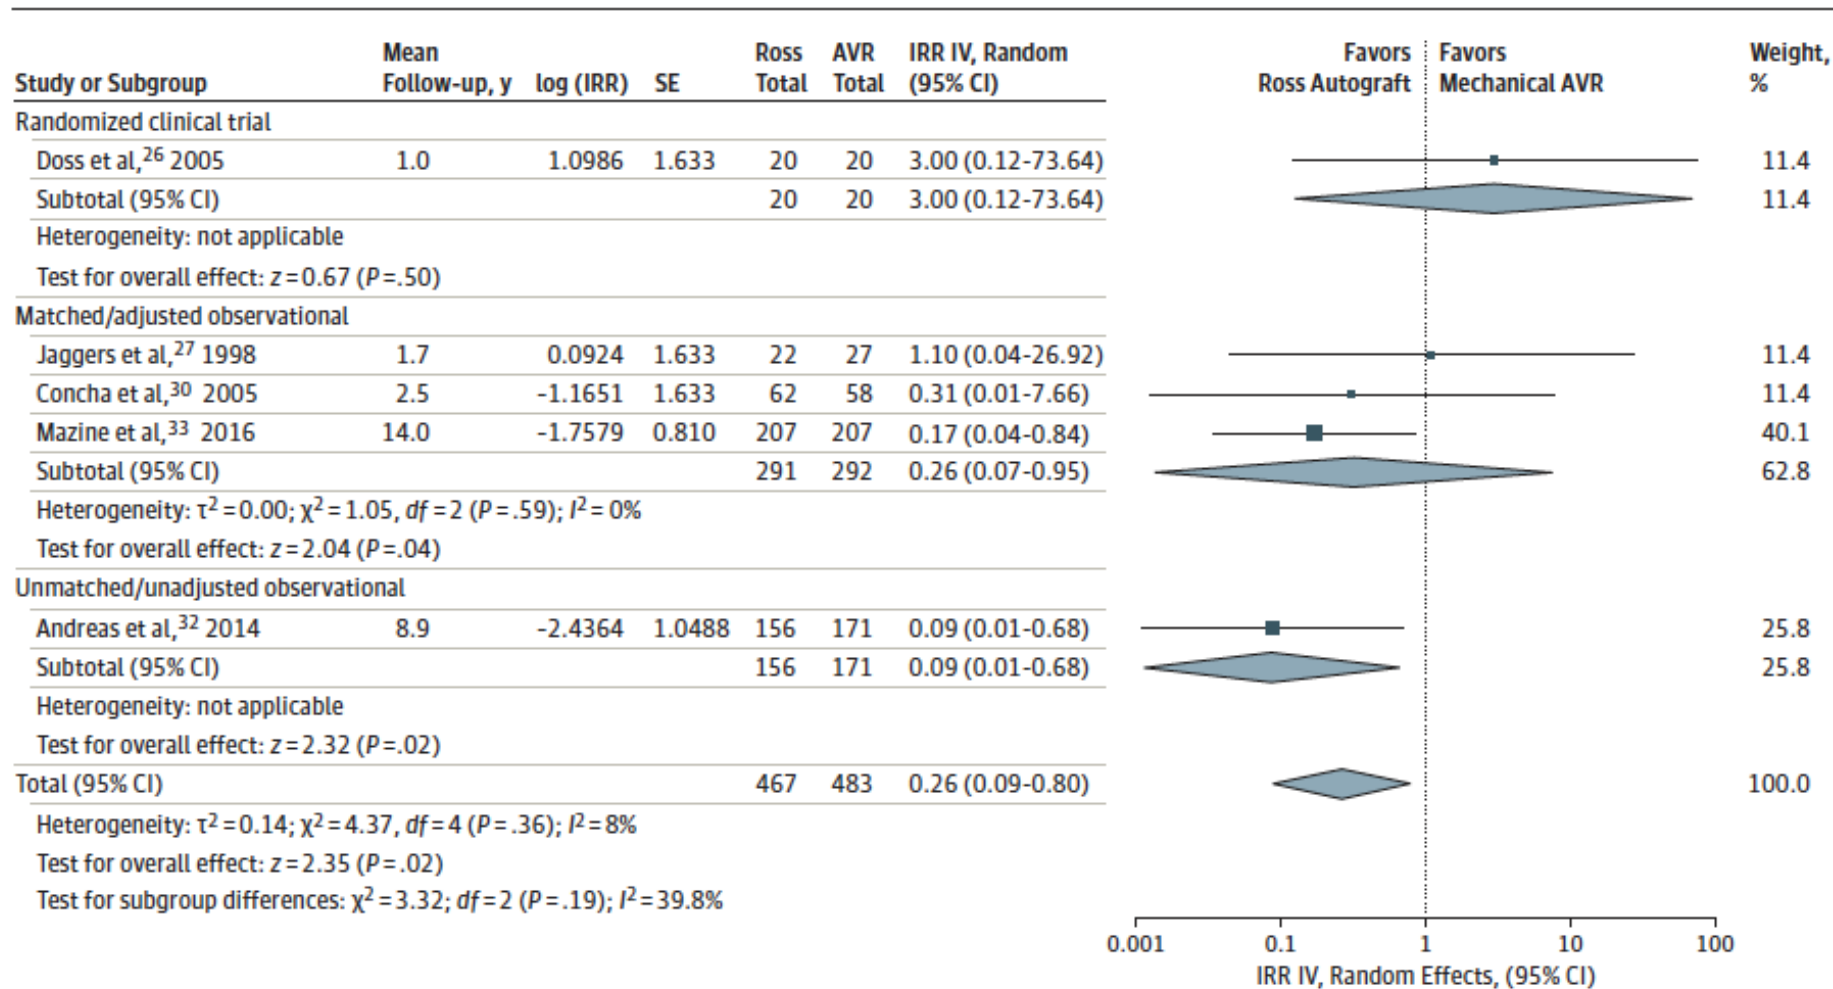 Study or Subgroup Mean Follow-up, y log (IRR) SE Ross Total AVR Total IRR IV, Random (95% CI) Favors Ross Autograft Favors Mechanical AVR Weight, %
Randomized clinical trial
Doss et al,26 2005 1.0 1.0986 1.633 20 20 3.00 (0.12-73.64) 11.4
Subtotal (95% CI) 20 20 3.00 (0.12-73.64) 11.4
Heterogeneity: not applicable
Test for overall effect: z = 0.67 (P = .50)
Matched/adjusted observational
Jaggers et al,27 1998 1.7 0.0924 1.633 22 27 1.10 (0.04-26.92) 11.4
Concha et al,30 2005 2.5 -1.1651 1.633 62 58 0.31 (0.01-7.66) 11.4
Mazine et al,33 2016 14.0 -1.7579 0.810 207 207 0.17 (0.04-0.84) 40.1
Subtotal (95% CI) 291 292 0.26 (0.07-0.95) 62.8
Heterogeneity: τ2 = 0.00; χ2 = 1.05, df = 2 (P = .59); I2 = 0%
Test for overall effect: z = 2.04 (P = .04)
Unmatched/unadjusted observational
Andreas et al,32 2014 8.9 -2.4364 1.0488 156 171 0.09 (0.01-0.68) 25.8
Subtotal (95% CI) 156 171 0.09 (0.01-0.68) 25.8
Heterogeneity: not applicable
Test for overall effect: z = 2.32 (P = .02)
Total (95% CI) 467 483 0.26 (0.09-0.80) 100.0
Heterogeneity: τ2 = 0.14; χ2 = 4.37, df = 4 (P = .36); I2 = 8%
Test for overall effect: z = 2.35 (P = .02)
Test for subgroup differences: χ2 = 3.32; df = 2 (P = .19); I2 = 39.8%
0.001 0.1 1 10 100
IRR IV, Random Effects, (95% CI)